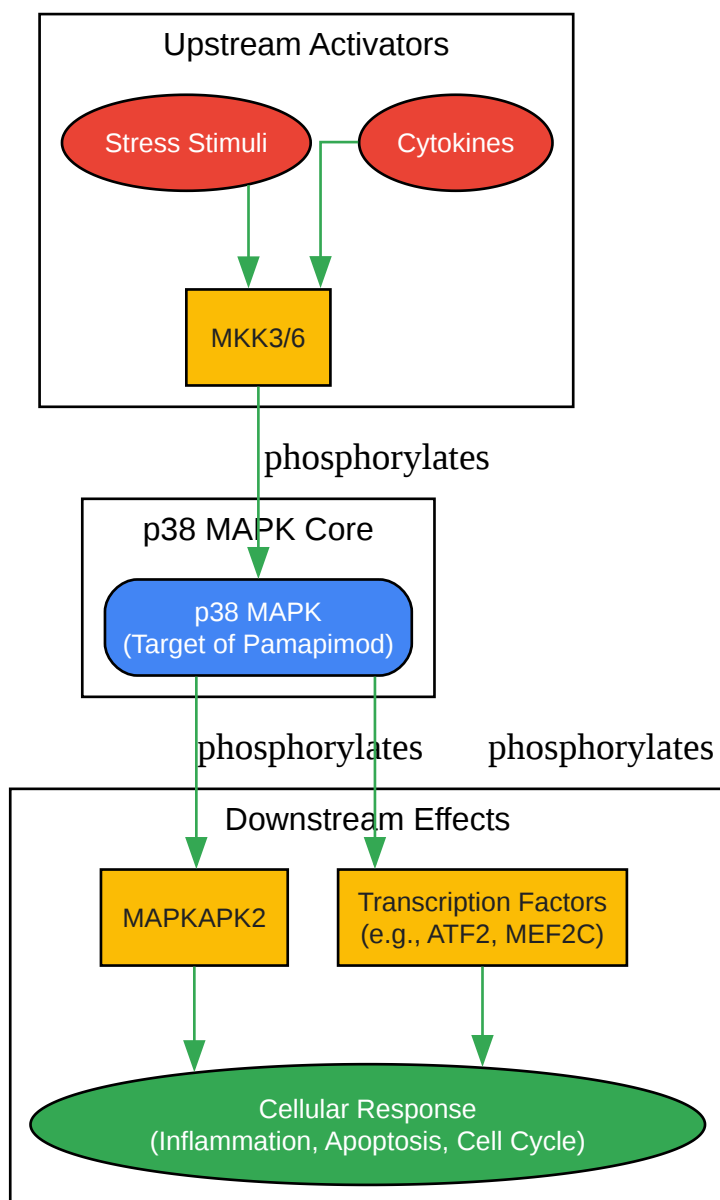 Upstream Activators
Stress Stimuli
Cytokines
MKK3/6
phosphorylates
p38 MAPK Core
p38 MAPK
(Target of Pamapimod)
phosphorylates
phosphorylates
Downstream Effects
MAPKAPK2
Transcription Factors
(e.g., ATF2, MEF2C)
Cellular Response
(Inflammation, Apoptosis, Cell Cycle)